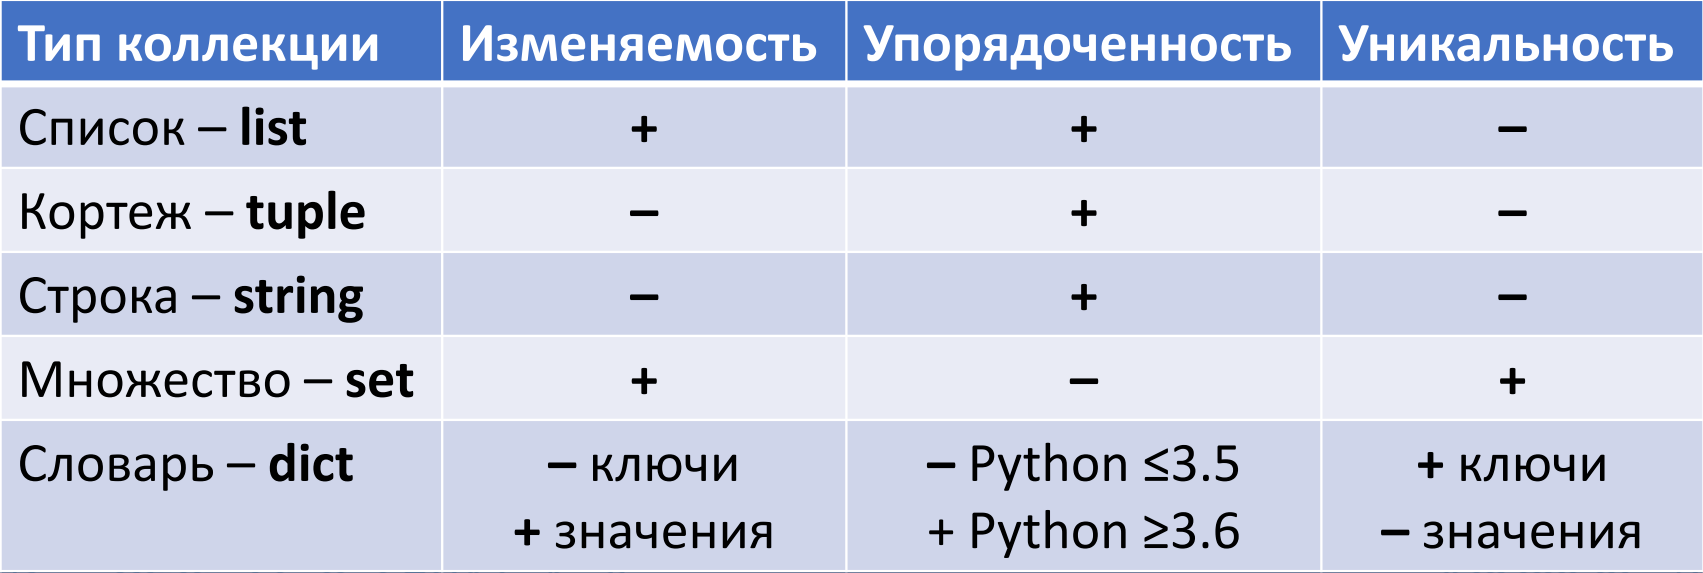 Тип коллекции Изменяемость Упорядоченность Уникальность
Список – list + + –
Кортеж – tuple – + –
Строка – string – + –
Множество – set + – +
Словарь – dict – ключи – Python ≤3.5 + ключи
+ значения + Python ≥3.6 – значения